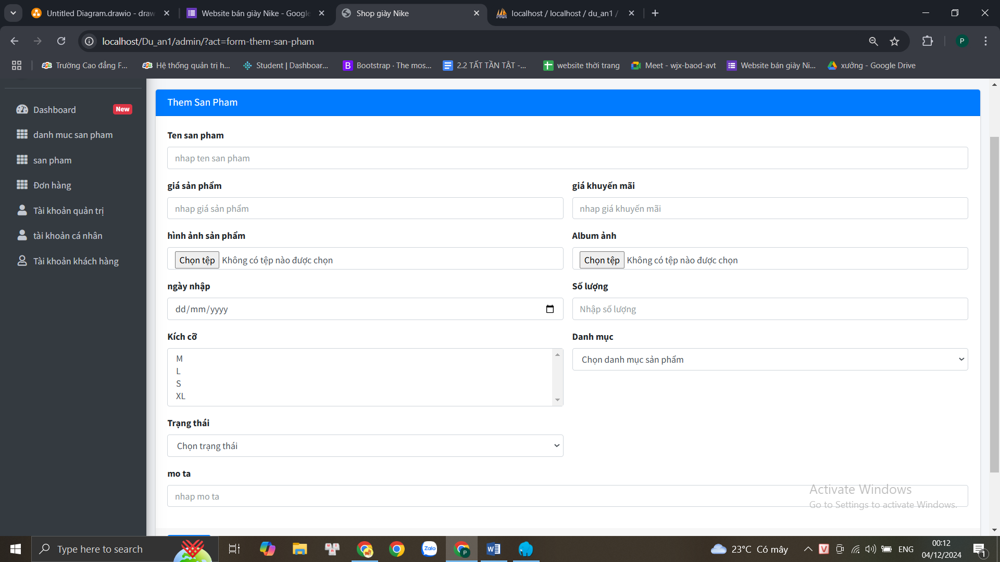 Untitled Diagram.drawio - draw
Website bán giày Nike - Google
Shop giày Nike
localhost / localhost / du_an1 /
localhost/Du_an1/admin/?act=form-them-san-pham
P
Trường Cao đẳng F...
Hệ thống quản trị h...
Student | Dashboar...
B Bootstrap · The mos...
2.2 TẤT TẦN TẬT -...
website thời trang
Meet - wjx-baod-avt
Website bán giày Ni...
xưởng - Google Drive
Dashboard New
danh muc san pham
san pham
Đơn hàng
Tài khoản quản trị
tài khoản cá nhân
Tài khoản khách hàng
Them San Pham
Ten san pham
nhap ten san pham
giá sản phẩm
nhap giá sản phẩm
giá khuyến mãi
nhap giá khuyến mãi
hình ảnh sản phẩm
Chọn tệp Không có tệp nào được chọn
Album ảnh
Chọn tệp Không có tệp nào được chọn
ngày nhập
dd/mm/yyyy
Số lượng
Nhập số lượng
Kích cỡ
M
L
S
XL
Danh mục
Chọn danh mục sản phẩm
Trạng thái
Chọn trạng thái
mo ta
nhap mo ta
Activate Windows
Go to Settings to activate Windows.
Type here to search
Zalo
P
23°C Có mây
V
ENG
00:12
04/12/2024
1